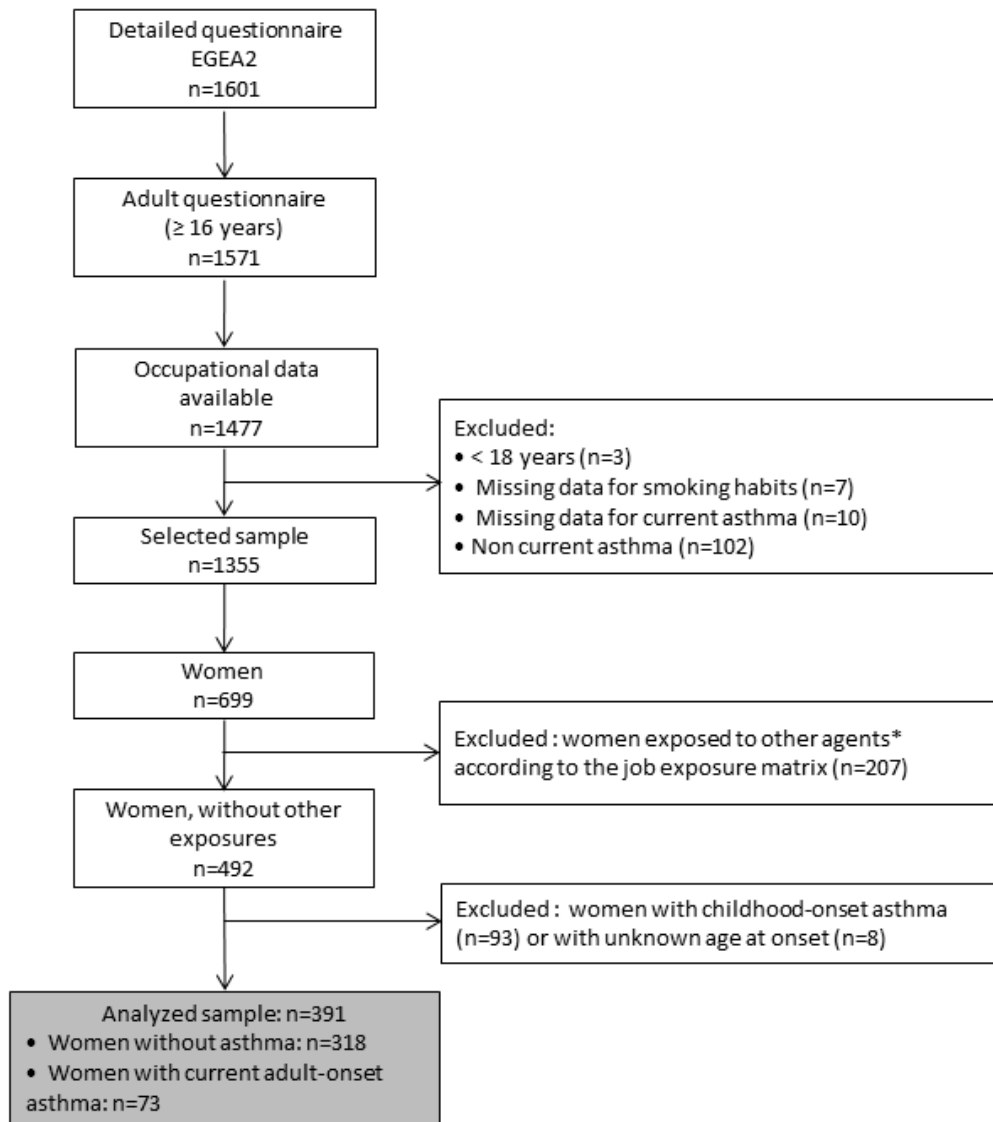 Detailed questionnaire
EGEA2
n=1601
Adult questionnaire
(≥ 16 years)
n=1571
Occupational data
available
n=1477
Excluded:
• < 18 years (n=3)
• Missing data for smoking habits (n=7)
• Missing data for current asthma (n=10)
• Non current asthma (n=102)
Selected sample
n=1355
Women
n=699
Excluded : women exposed to other agents*
according to the job exposure matrix (n=207)
Women, without other
exposures
n=492
Excluded : women with childhood-onset asthma
(n=93) or with unknown age at onset (n=8)
Analyzed sample: n=391
• Women without asthma: n=318
• Women with current adult-onset
asthma: n=73